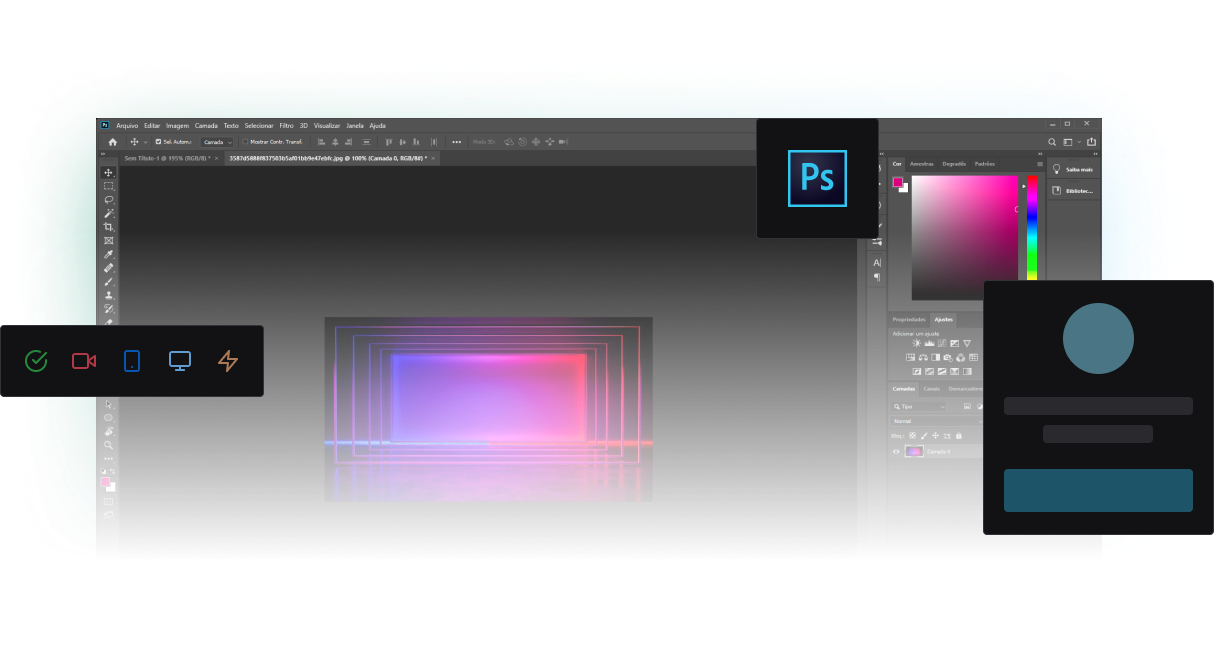 Ps Arquivo Editar Imagem Camada Texto Selecionar Filtro 3D Visualizar Janela Ajuda
Sel. Autom.: Camada Mostrar Contr. Transf. Modo 3D:
Sem Título-1 @ 195% (RGB/8) * × 3587d5888f837503b5af01bb9e47ebfc.jpg @ 100% (Camada 0, RGB/8#) * ×
Ps
Cor Amostras Degradês Padrões
Saiba mais
Bibliotec...
A|
Propriedades Ajustes
Adicionar um ajuste
Camadas Canais Demarcadores
Tipo
Normal
Bloq.:
Camada 0